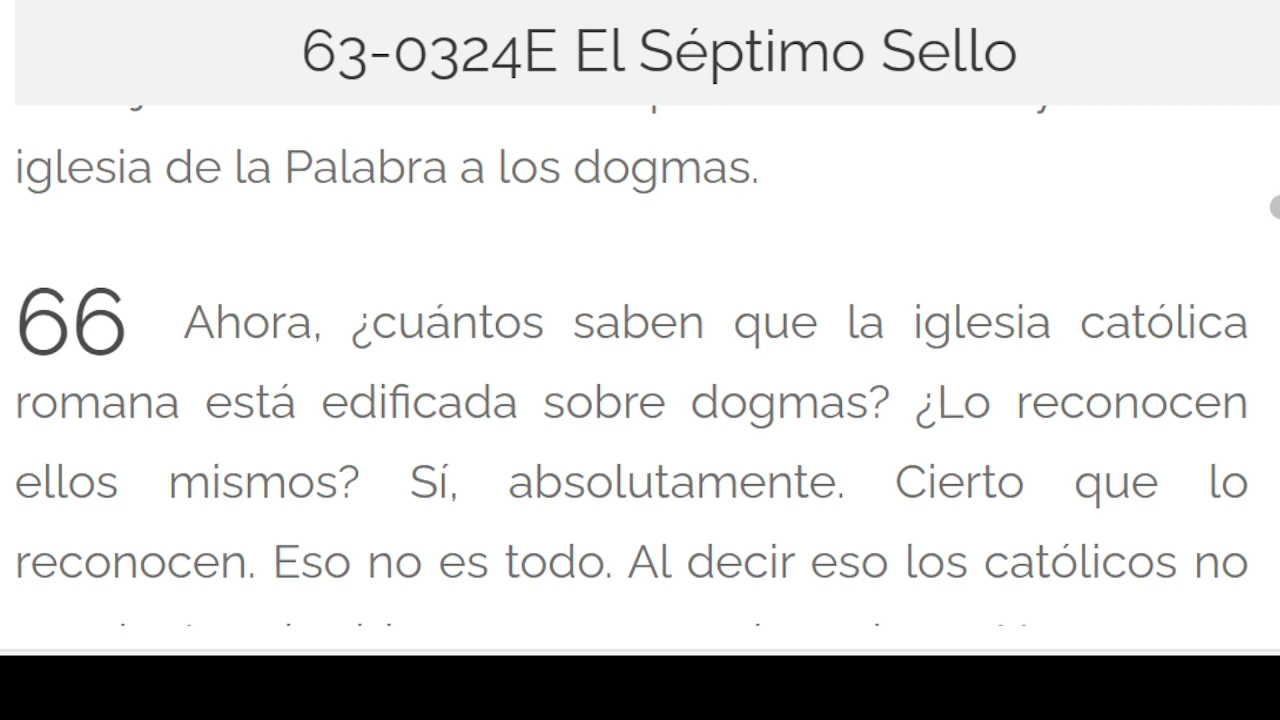 63-0324E El Séptimo Sello
iglesia de la Palabra a los dogmas.
66 Ahora, ¿cuántos saben que la iglesia católica
romana está edificada sobre dogmas? ¿Lo reconocen
ellos mismos? Sí, absolutamente. Cierto que lo
reconocen. Eso no es todo. Al decir eso los católicos no